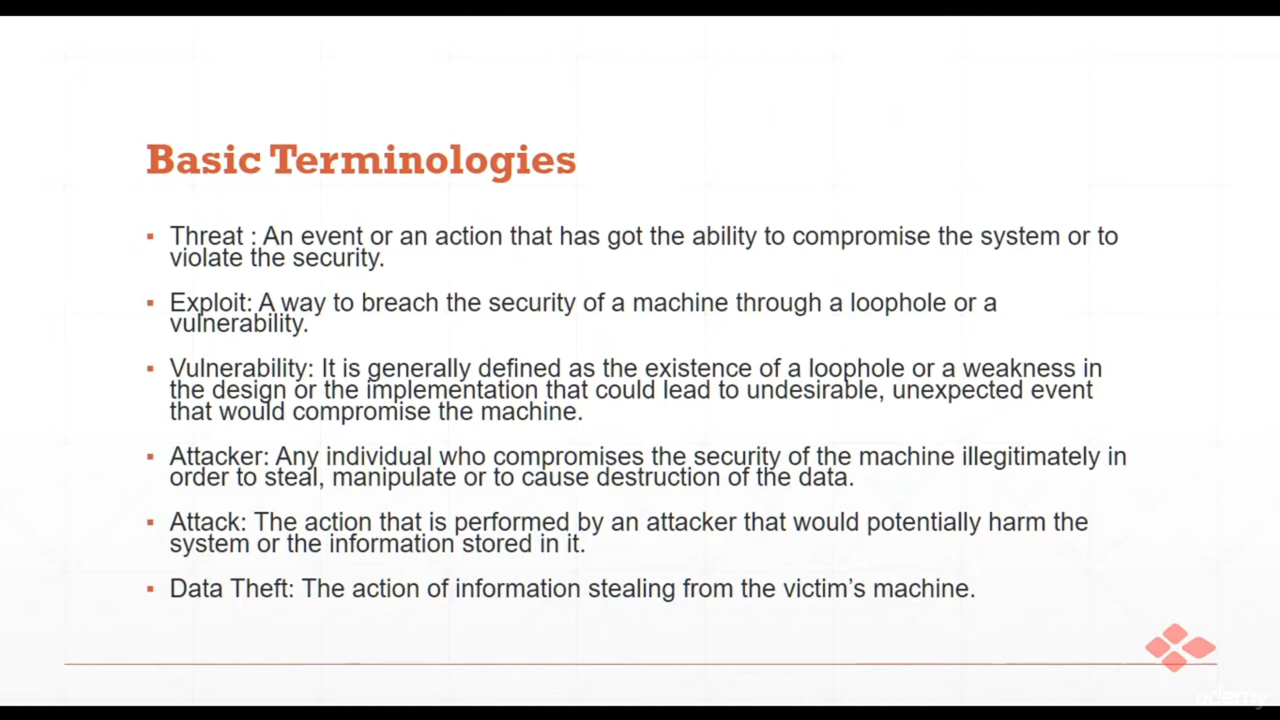 Basic Terminologies
▪ Threat : An event or an action that has got the ability to compromise the system or to
violate the security.
▪ Exploit: A way to breach the security of a machine through a loophole or a
vulnerability.
▪ Vulnerability: It is generally defined as the existence of a loophole or a weakness in
the design or the implementation that could lead to undesirable, unexpected event
that would compromise the machine.
▪ Attacker: Any individual who compromises the security of the machine illegitimately in
order to steal, manipulate or to cause destruction of the data.
▪ Attack: The action that is performed by an attacker that would potentially harm the
system or the information stored in it.
▪ Data Theft: The action of information stealing from the victim’s machine.
udemy